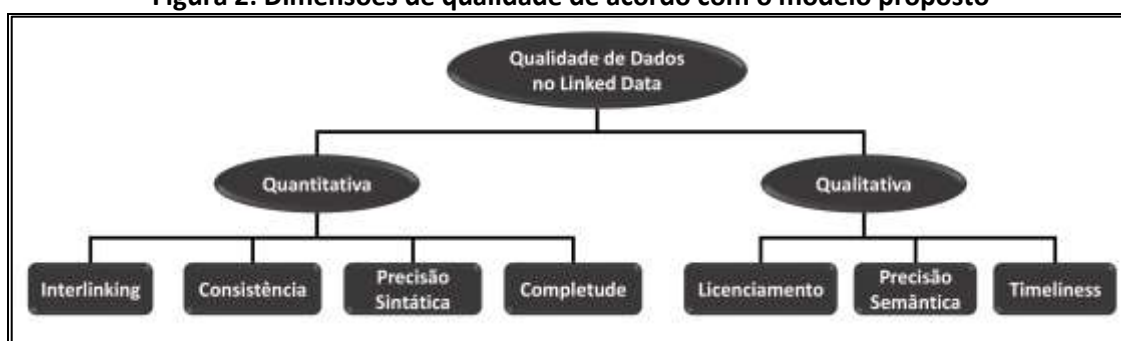 Figura 2: Dimensões de qualidade de acordo com o modelo proposto
Qualidade de Dados
no Linked Data
Quantitativa
Qualitativa
Interlinking
Consistência
Precisão
Sintática
Completude
Licenciamento
Precisão
Semântica
Timeliness